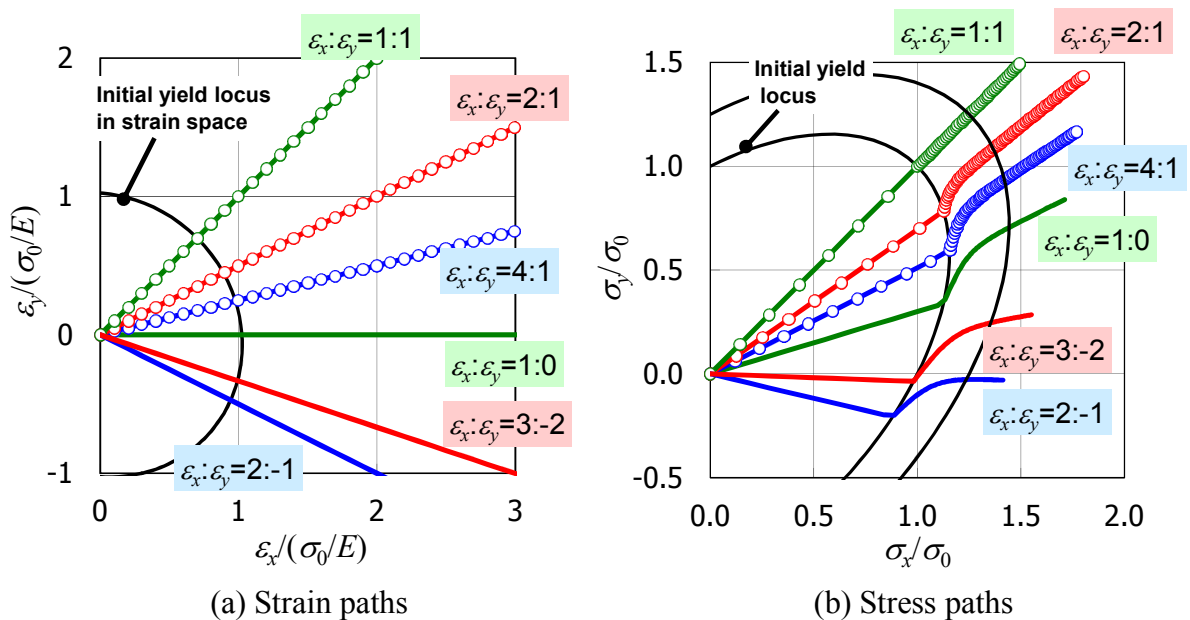 εx:εy=1:1
2
Initial yield locus
in strain space
εx:εy=2:1
1
εy/(σ0/E)
εx:εy=4:1
0
εx:εy=1:0
εx:εy=3:-2
εx:εy=2:-1
-1
0
1
2
3
εx/(σ0/E)
(a) Strain paths
εx:εy=1:1
εx:εy=2:1
1.5
Initial yield
locus
1.0
εx:εy=4:1
σy/σ0
εx:εy=1:0
0.5
εx:εy=3:-2
0.0
εx:εy=2:-1
-0.5
0.0
0.5
1.0
1.5
2.0
σx/σ0
(b) Stress paths